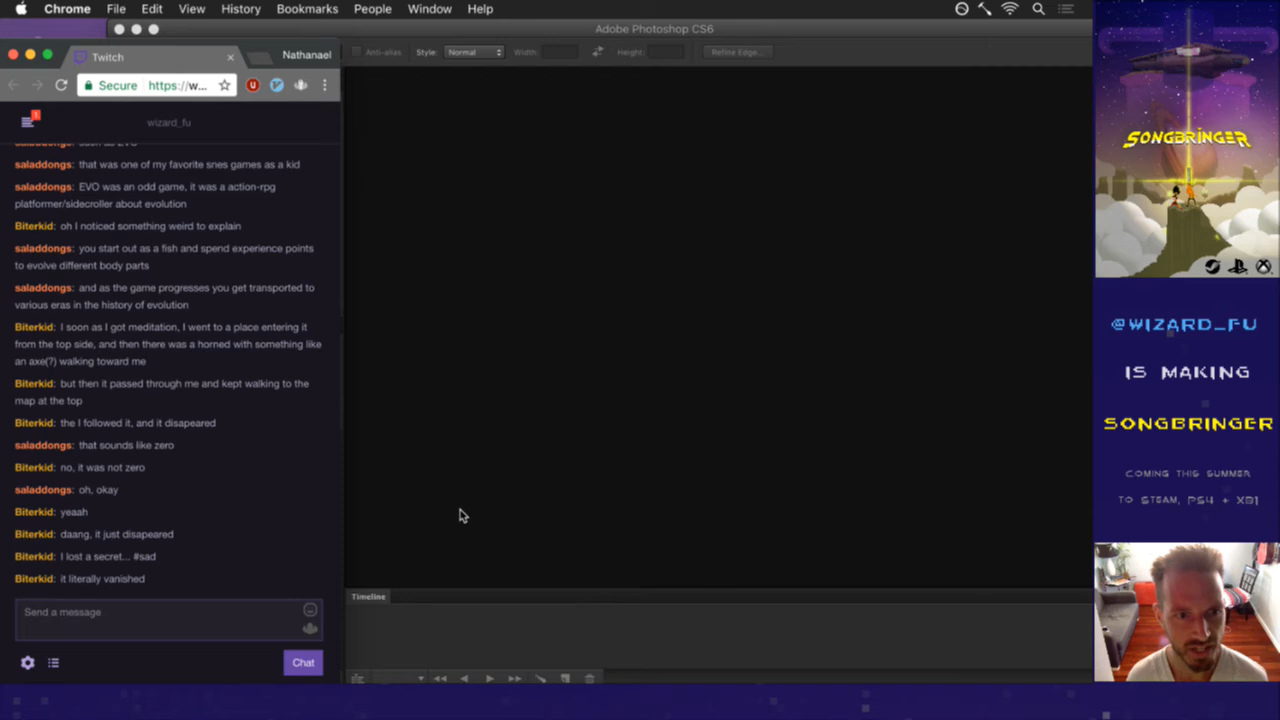 Chrome File Edit View History Bookmarks People Window Help
Adobe Photoshop CS6
Anti-alias Style: Normal Width: Height: Refine Edge...
Twitch
Nathanael
Secure https://w...
1
wizard_fu
saladdongs: that was one of my favorite snes games as a kid
saladdongs: EVO was an odd game, it was a action-rpg
platformer/sidecroller about evolution
Biterkid: oh I noticed something weird to explain
saladdongs: you start out as a fish and spend experience points
to evolve different body parts
saladdongs: and as the game progresses you get transported to
various eras in the history of evolution
Biterkid: I soon as I got meditation, I went to a place entering it
from the top side, and then there was a horned with something like
an axe(?) walking toward me
Biterkid: but then it passed through me and kept walking to the
map at the top
Biterkid: the I followed it, and it disapeared
saladdongs: that sounds like zero
Biterkid: no, it was not zero
saladdongs: oh, okay
Biterkid: yeaah
Biterkid: daang, it just disapeared
Biterkid: I lost a secret... #sad
Biterkid: it literally vanished
Send a message
Chat
Timeline
SONGBRINGER
@WIZARD_FU
IS MAKING
SONGBRINGER
COMING THIS SUMMER
TO STEAM, PS4 + XB1